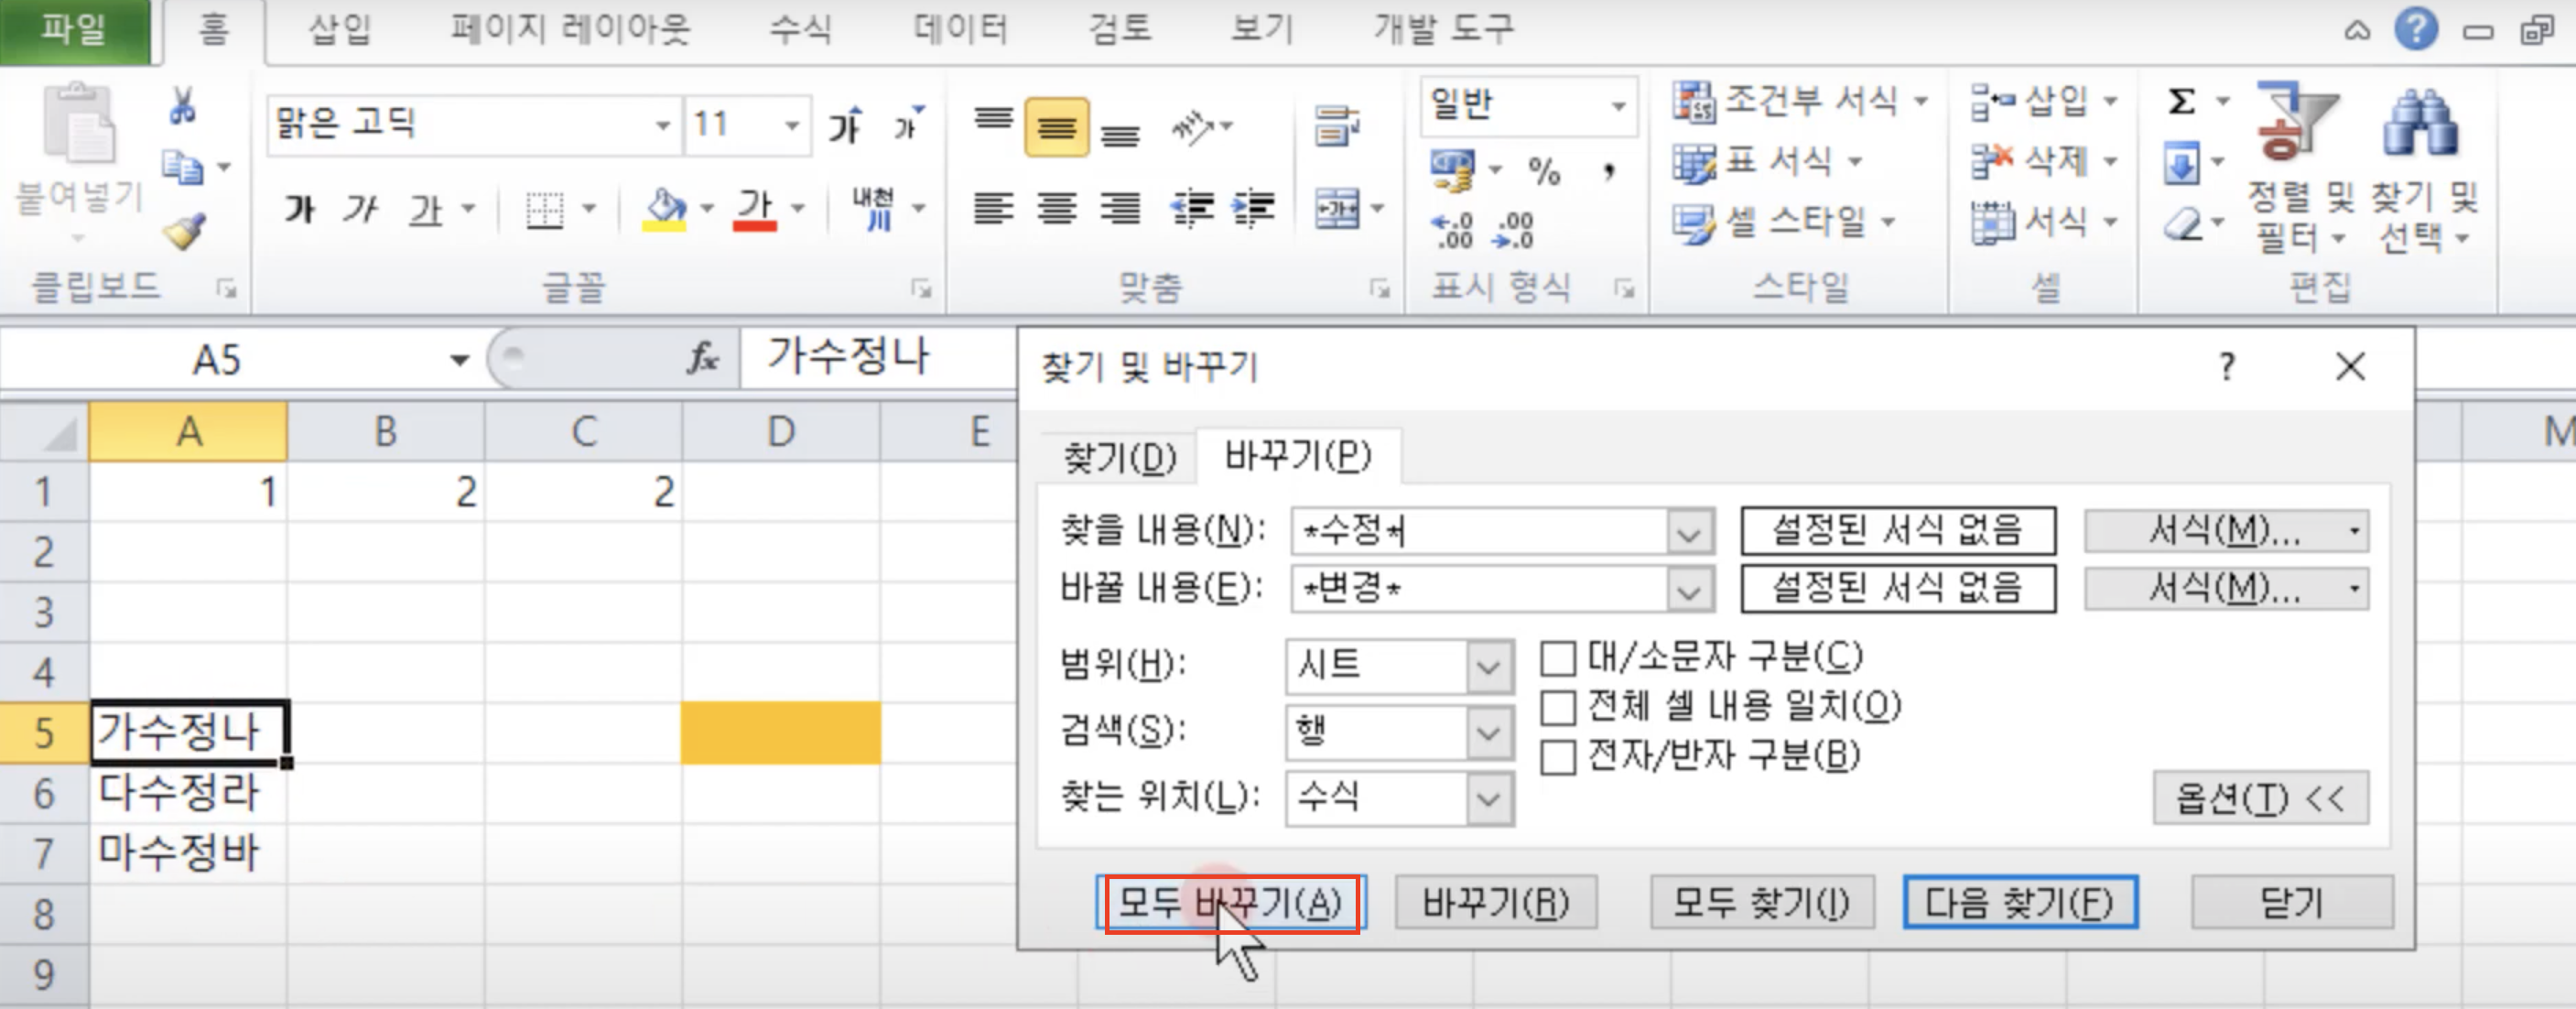 파일 홈 삽입 페이지 레이아웃 수식 데이터 검토 보기 개발 도구
붙여넣기
클립보드
맑은 고딕 11 가 가
가 가 가 가 내천
글꼴
맞춤
일반
% ,
.0 .00 .00 .0
표시 형식
조건부 서식
표 서식
셀 스타일
스타일
삽입
삭제
서식
셀
Σ
정렬 및 필터
찾기 및 선택
편집
A5 fx 가수정나
A B C D E M
1 1 2 2
2
3
4
5 가수정나
6 다수정라
7 마수정바
8
9
찾기 및 바꾸기 ?
찾기(D) 바꾸기(P)
찾을 내용(N): *수정* 설정된 서식 없음 서식(M)...
바꿀 내용(E): *변경* 설정된 서식 없음 서식(M)...
범위(H): 시트 대/소문자 구분(C)
검색(S): 행 전체 셀 내용 일치(O)
찾는 위치(L): 수식 전자/반자 구분(B)
옵션(T) <<
모두 바꾸기(A) 바꾸기(R) 모두 찾기(I) 다음 찾기(F) 닫기